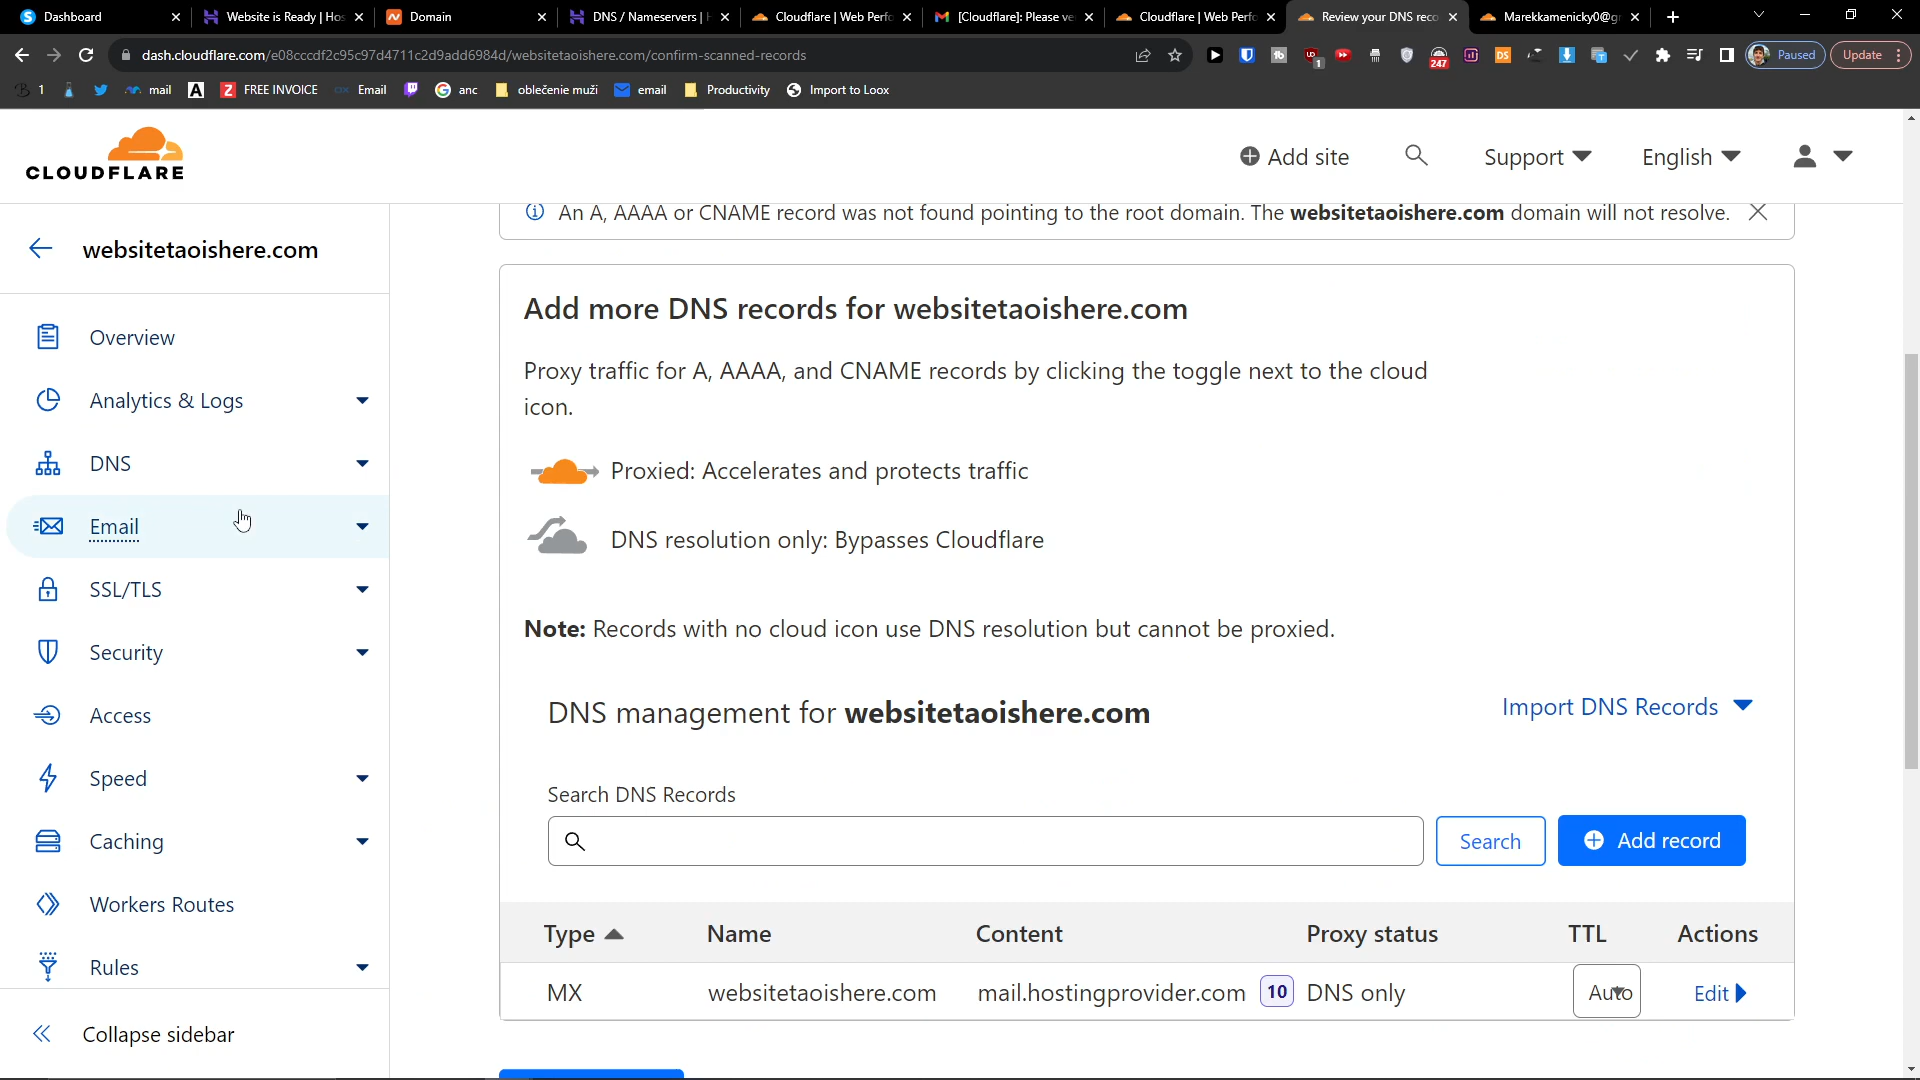 Dashboard
Website is Ready | Hos
Domain
DNS / Nameservers | H
Cloudflare | Web Perfo
[Cloudflare]: Please ve
Cloudflare | Web Perfo
Review your DNS reco
Marekkamenicky0@g
dash.cloudflare.com/e08cccdf2c95c97d4711c2d9add6984d/websitetaoishere.com/confirm-scanned-records
1
247
DS
Paused
Update
1
mail
FREE INVOICE
Email
anc
oblečenie muži
email
Productivity
Import to Loox
CLOUDFLARE
Add site
Support
English
websitetaoishere.com
Overview
Analytics & Logs
DNS
Email
SSL/TLS
Security
Access
Speed
Caching
Workers Routes
Rules
Collapse sidebar
An A, AAAA or CNAME record was not found pointing to the root domain. The websitetaoishere.com domain will not resolve.
Add more DNS records for websitetaoishere.com
Proxy traffic for A, AAAA, and CNAME records by clicking the toggle next to the cloud
icon.
Proxied: Accelerates and protects traffic
DNS resolution only: Bypasses Cloudflare
Note: Records with no cloud icon use DNS resolution but cannot be proxied.
DNS management for websitetaoishere.com
Import DNS Records
Search DNS Records
Search
Add record
Type Name Content Proxy status TTL Actions
MX websitetaoishere.com mail.hostingprovider.com 10 DNS only Auto Edit